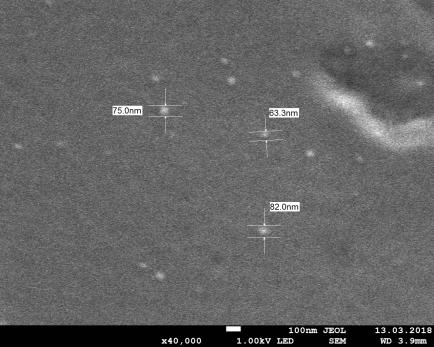 75.0nm
63.3nm
82.0nm
100nm JEOL 13.03.2018
x40,000 1.00kV LED SEM WD 3.9mm